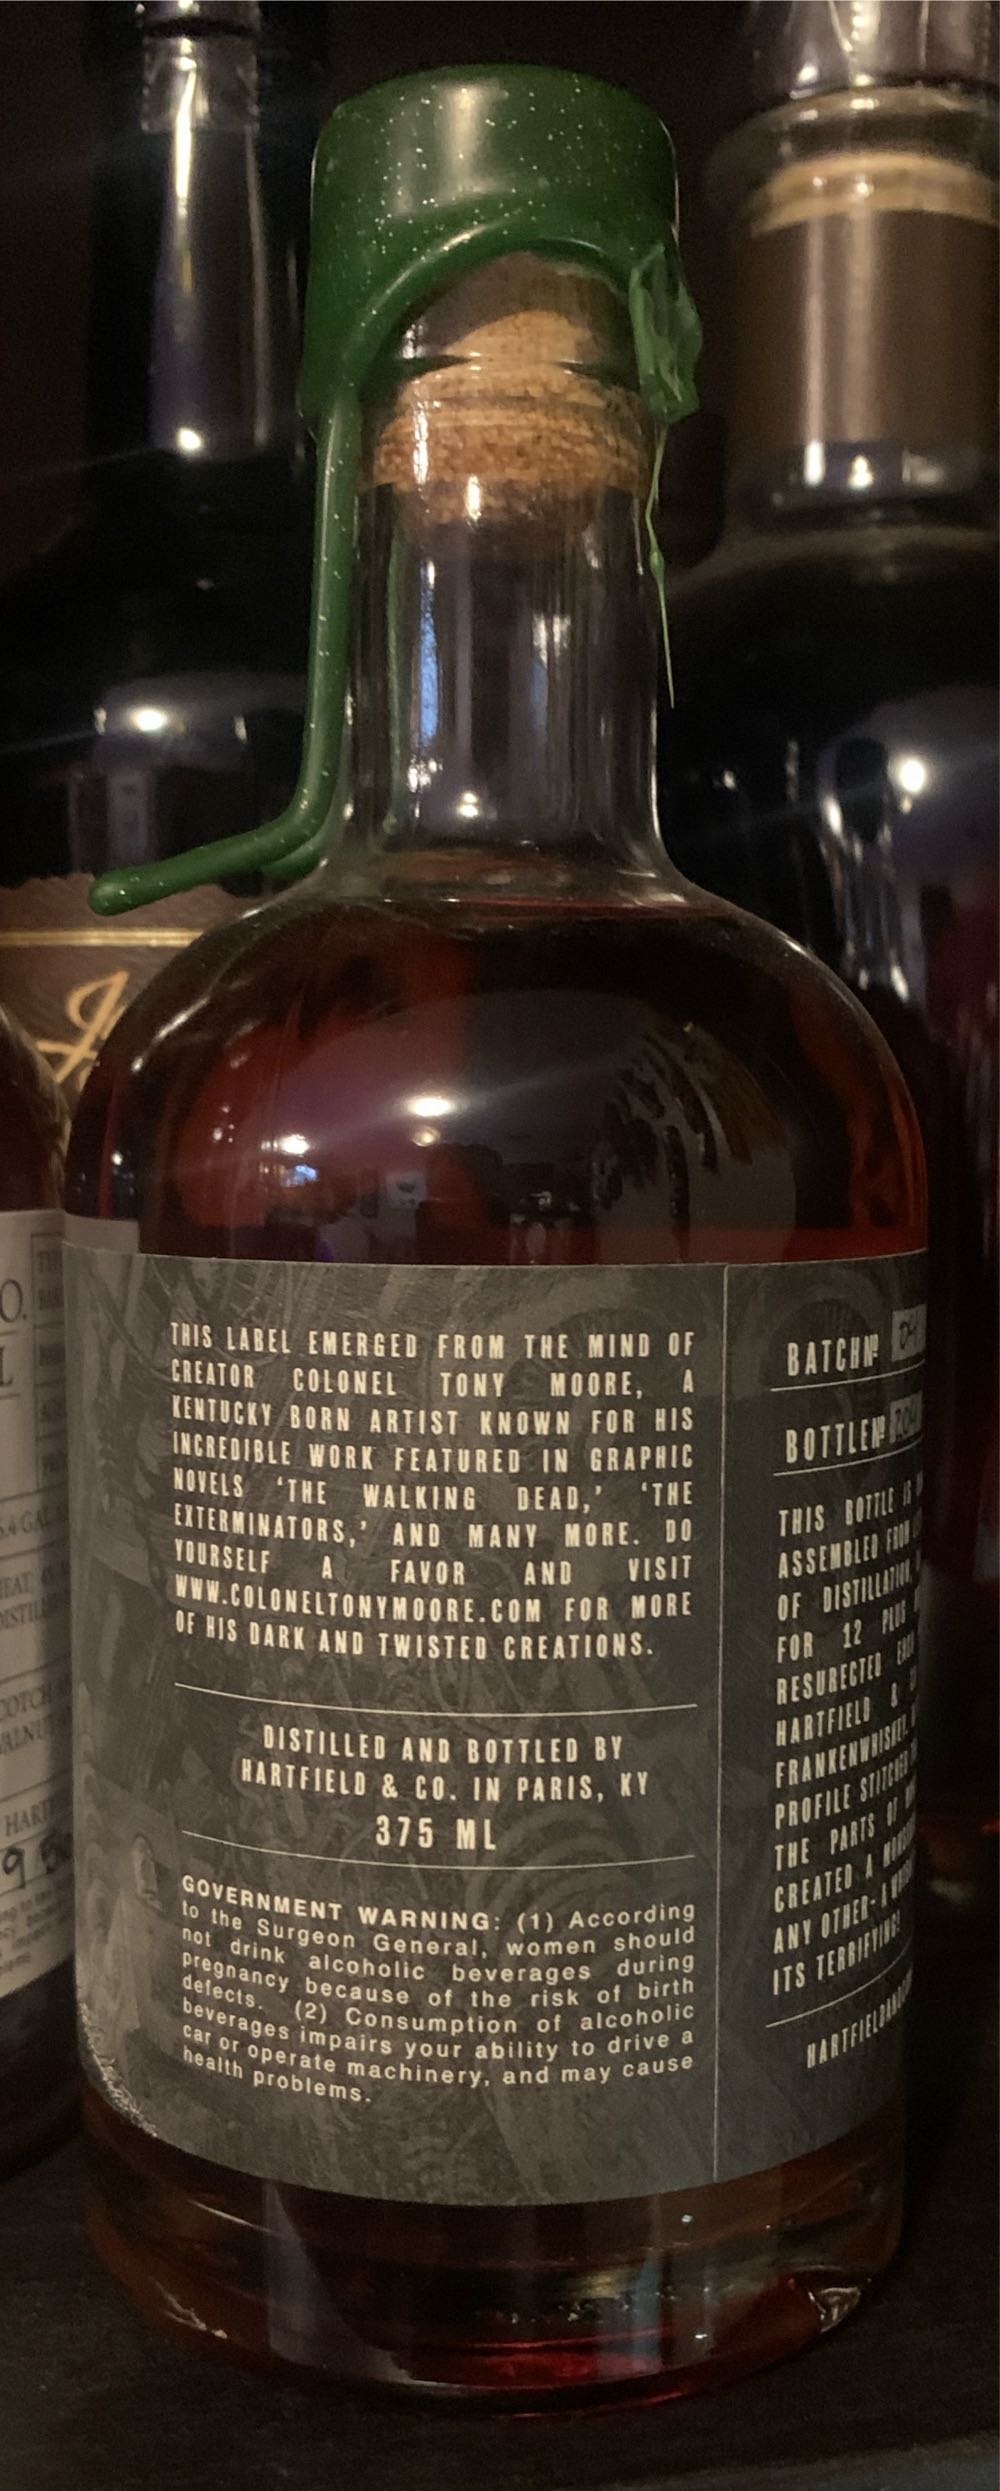 THIS LABEL EMERGED FROM THE MIND OF
CREATOR COLONEL TONY MOORE, A
KENTUCKY BORN ARTIST KNOWN FOR HIS
INCREDIBLE WORK FEATURED IN GRAPHIC
NOVELS 'THE WALKING DEAD,' 'THE
EXTERMINATORS,' AND MANY MORE. DO
YOURSELF A FAVOR AND VISIT
WWW.COLONELTONYMOORE.COM FOR MORE
OF HIS DARK AND TWISTED CREATIONS.
DISTILLED AND BOTTLED BY
HARTFIELD & CO. IN PARIS, KY
375 ML
GOVERNMENT WARNING: (1) According
to the Surgeon General, women should
not drink alcoholic beverages during
pregnancy because of the risk of birth
defects. (2) Consumption of alcoholic
beverages impairs your ability to drive a
car or operate machinery, and may cause
health problems.
BATCH Nº
BOTTLE Nº
THIS BOTTLE IS
ASSEMBLED FROM
OF DISTILLATION,
FOR 12 PLUS
RESURECTED
HARTFIELD &
FRANKENWHISKEY,
PROFILE STITCHED
THE PARTS OF
CREATED A
ANY OTHER- A
ITS TERRIFYING